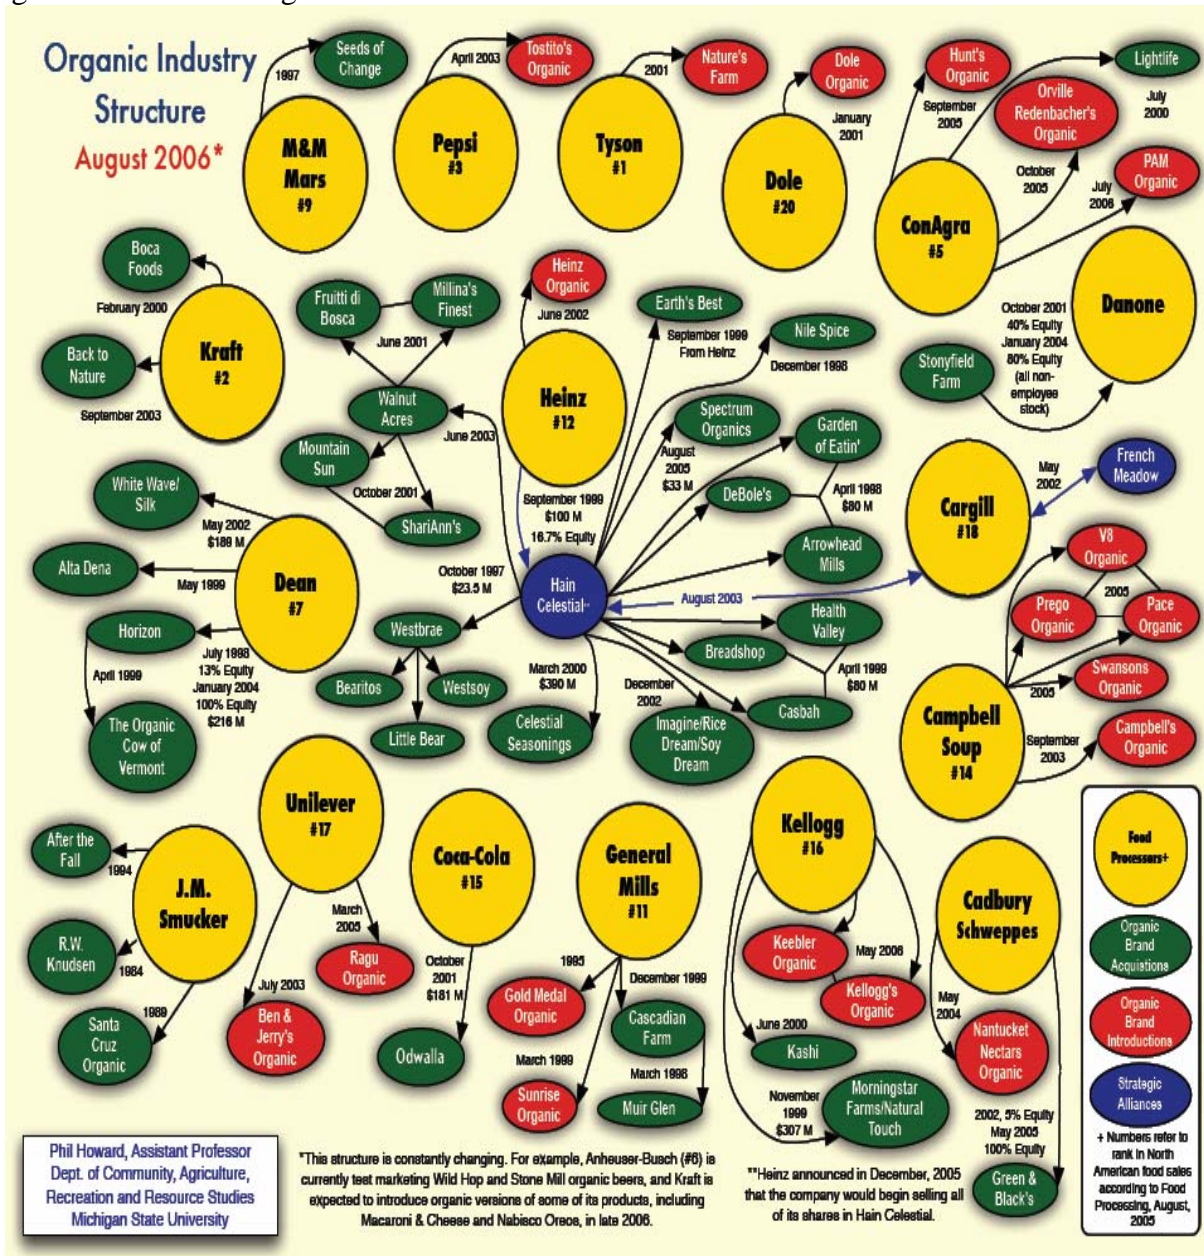 Organic Industry
Structure
August 2006*
1997
Seeds of
Change
M&M
Mars
#9
April 2003
Tostito's
Organic
Pepsi
#3
2001
Nature's
Farm
Tyson
#1
Dole
Organic
January
2001
Dole
#20
Hunt's
Organic
September
2005
Lightlife
July
2000
Orville
Redenbacher's
Organic
October
2005
PAM
Organic
July
2006
ConAgra
#5
Danone
October 2001
40% Equity
January 2004
80% Equity
(all non-
employee
stock)
Stonyfield
Farm
Boca
Foods
February 2000
Back to
Nature
September 2003
Kraft
#2
Fruitti di
Bosca
Millina's
Finest
June 2001
Walnut
Acres
June 2003
Mountain
Sun
October 2001
ShariAnn's
Heinz
Organic
June 2002
Heinz
#12
September 1999
$100 M
16.7% Equity
Earth's Best
September 1999
From Heinz
Nile Spice
December 1998
Spectrum
Organics
August
2005
$33 M
Garden
of Eatin'
DeBole's
April 1998
$80 M
Arrowhead
Mills
Cargill
#18
May
2002
French
Meadow
August 2003
Hain
Celestial**
October 1997
$23.5 M
Westbrae
Bearitos
Westsoy
Little Bear
March 2000
$390 M
Celestial
Seasonings
December
2002
Imagine/Rice
Dream/Soy
Dream
Health
Valley
Breadshop
April 1999
$80 M
Casbah
White Wave/
Silk
May 2002
$189 M
Alta Dena
May 1999
Dean
#7
Horizon
July 1998
13% Equity
January 2004
100% Equity
$216 M
April 1999
The Organic
Cow of
Vermont
V8
Organic
2005
Prego
Organic
Pace
Organic
2005
Swansons
Organic
Campbell
Soup
#14
September
2003
Campbell's
Organic
After the
Fall
1994
J.M.
Smucker
R.W.
Knudsen
1984
1989
Santa
Cruz
Organic
Unilever
#17
March
2005
Ragu
Organic
July 2003
Ben &
Jerry's
Organic
Coca-Cola
#15
October
2001
$181 M
Odwalla
General
Mills
#11
1995
Gold Medal
Organic
December 1999
Cascadian
Farm
March 1999
Sunrise
Organic
March 1998
Muir Glen
Kellogg
#16
Keebler
Organic
May 2006
Kellogg's
Organic
June 2000
Kashi
November
1999
$307 M
Morningstar
Farms/Natural
Touch
Cadbury
Schweppes
May
2004
Nantucket
Nectars
Organic
2002, 5% Equity
May 2005
100% Equity
Green &
Black's
Food
Processors+
Organic
Brand
Acquistions
Organic
Brand
Introductions
Strategic
Alliances
+ Numbers refer to
rank in North
American food sales
according to Food
Processing, August,
2005
Phil Howard, Assistant Professor
Dept. of Community, Agriculture,
Recreation and Resource Studies
Michigan State University
*This structure is constantly changing. For example, Anheuser-Busch (#6) is
currently test marketing Wild Hop and Stone Mill organic beers, and Kraft is
expected to introduce organic versions of some of its products, including
Macaroni & Cheese and Nabisco Oreos, in late 2006.
**Heinz announced in December, 2005
that the company would begin selling all
of its shares in Hain Celestial.